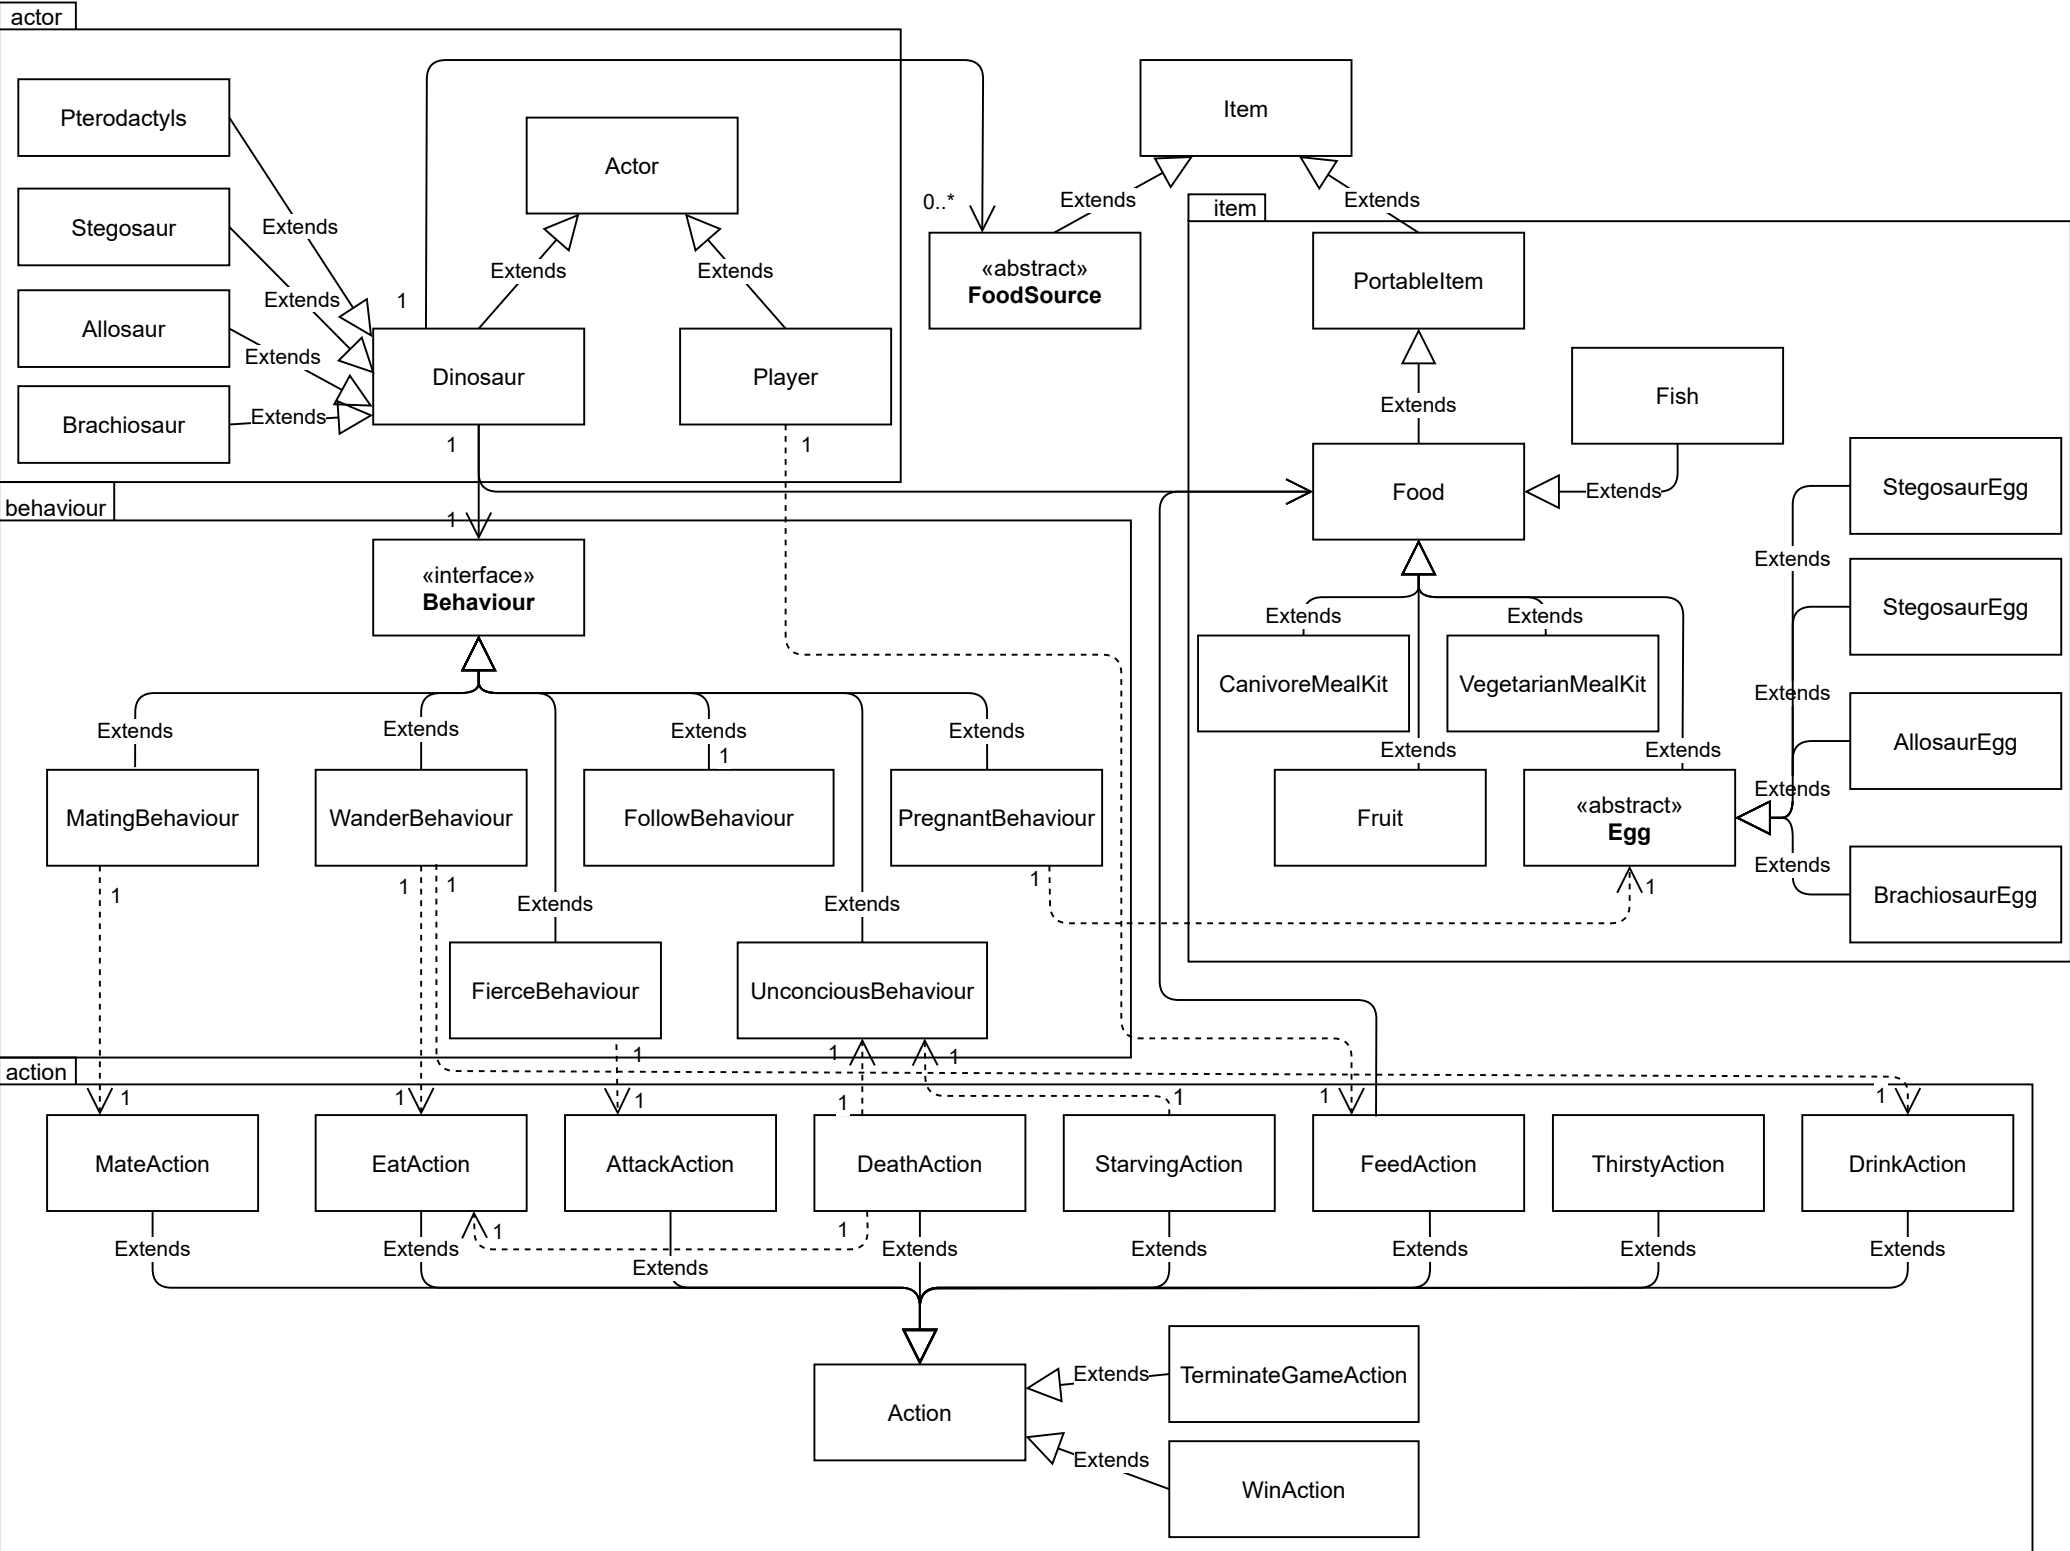 actor
Pterodactyls
Stegosaur
Allosaur
Brachiosaur
Extends
Extends
Extends
Extends
1
Actor
Extends
Extends
Dinosaur
Player
1
1
0..*
«abstract»
FoodSource
Item
Extends
Extends
item
PortableItem
Extends
Food
Fish
Extends
StegosaurEgg
Extends
StegosaurEgg
Extends
AllosaurEgg
Extends
Extends
BrachiosaurEgg
Extends
Extends
CanivoreMealKit
VegetarianMealKit
Extends
Extends
Fruit
«abstract»
Egg
1
behaviour
1
«interface»
Behaviour
Extends
Extends
Extends
1
Extends
MatingBehaviour
WanderBehaviour
FollowBehaviour
PregnantBehaviour
1
1
1
1
Extends
Extends
FierceBehaviour
UnconciousBehaviour
1
1
1
action
1
1
1
1
1
1
1
MateAction
EatAction
AttackAction
DeathAction
StarvingAction
FeedAction
ThirstyAction
DrinkAction
1
1
Extends
Extends
Extends
Extends
Extends
Extends
Extends
Extends
Action
Extends
TerminateGameAction
Extends
WinAction